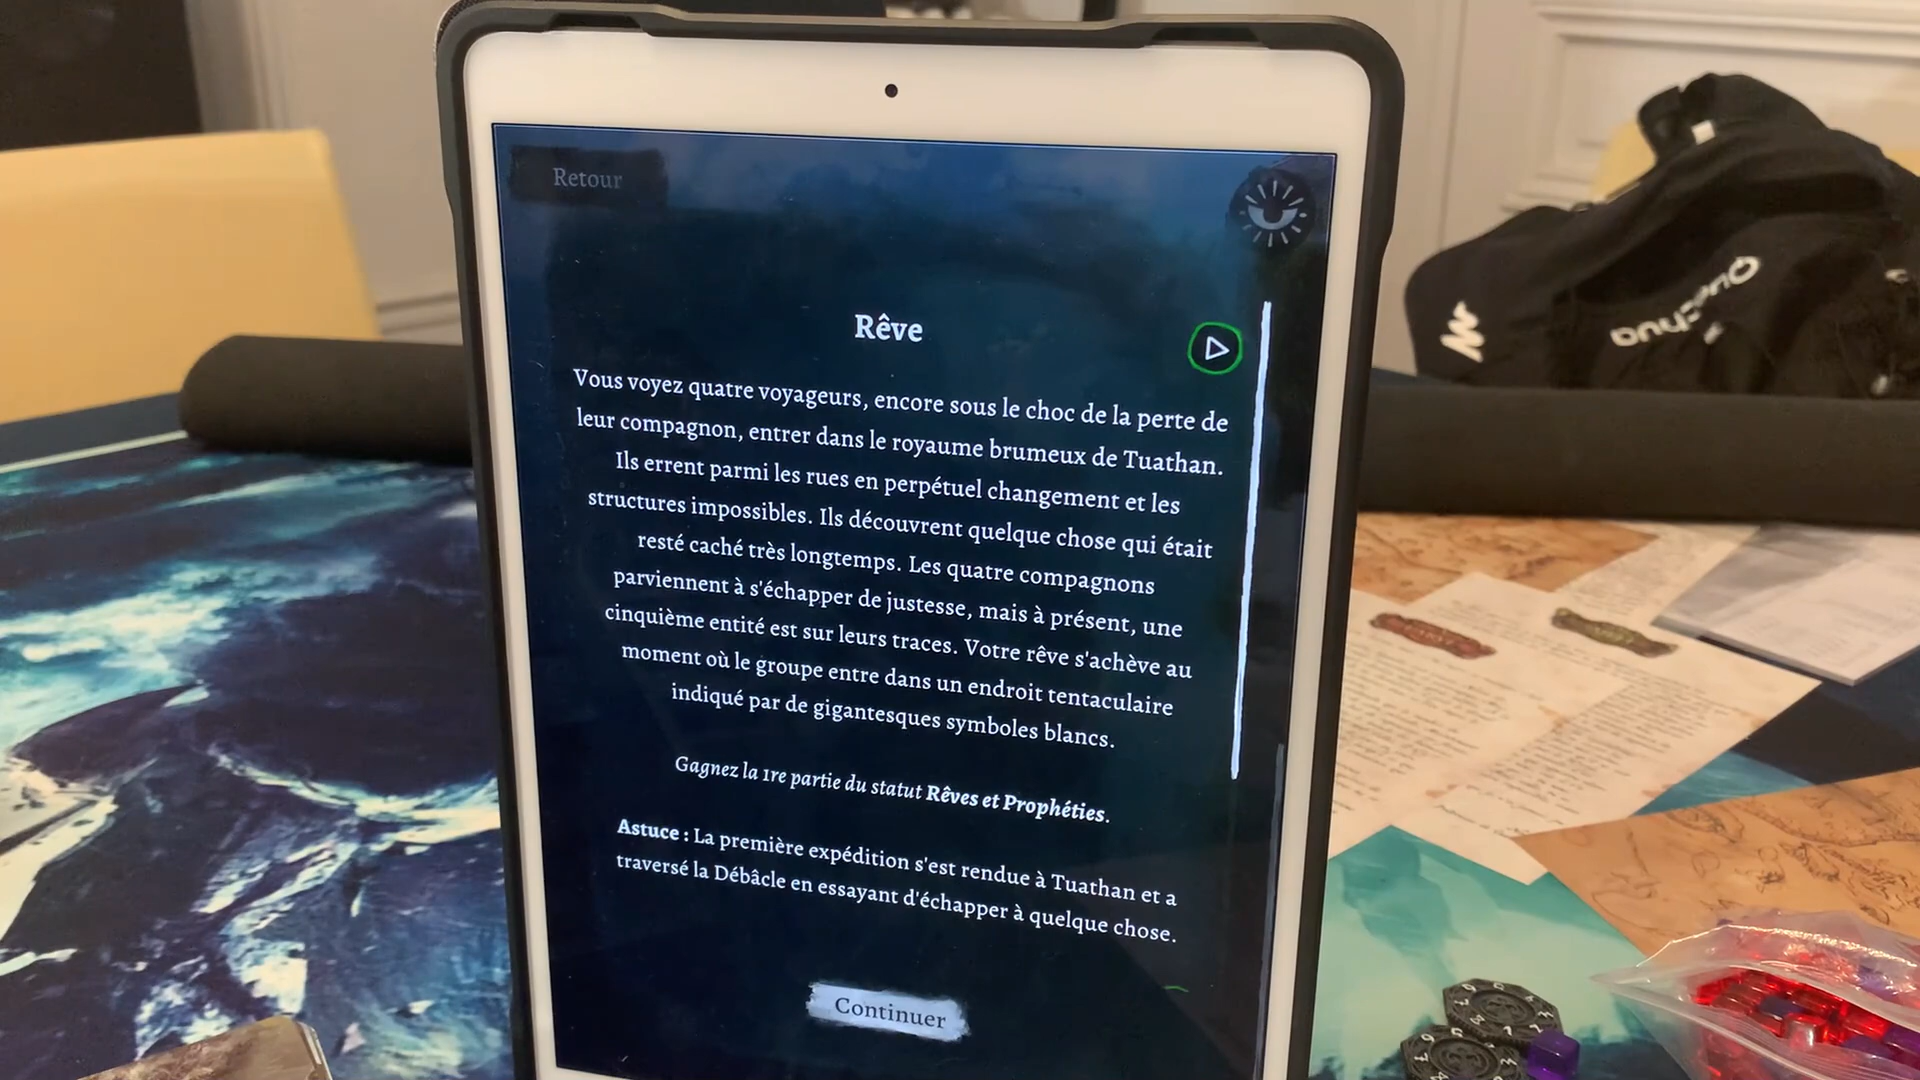 Retour
Rêve
Vous voyez quatre voyageurs, encore sous le choc de la perte de
leur compagnon, entrer dans le royaume brumeux de Tuathan.
Ils errent parmi les rues en perpétuel changement et les
structures impossibles. Ils découvrent quelque chose qui était
resté caché très longtemps. Les quatre compagnons
parviennent à s'échapper de justesse, mais à présent, une
cinquième entité est sur leurs traces. Votre rêve s'achève au
moment où le groupe entre dans un endroit tentaculaire
indiqué par de gigantesques symboles blancs.
Gagnez la 1re partie du statut Rêves et Prophéties.
Astuce : La première expédition s'est rendue à Tuathan et a
traversé la Débâcle en essayant d'échapper à quelque chose.
Continuer
Quechua